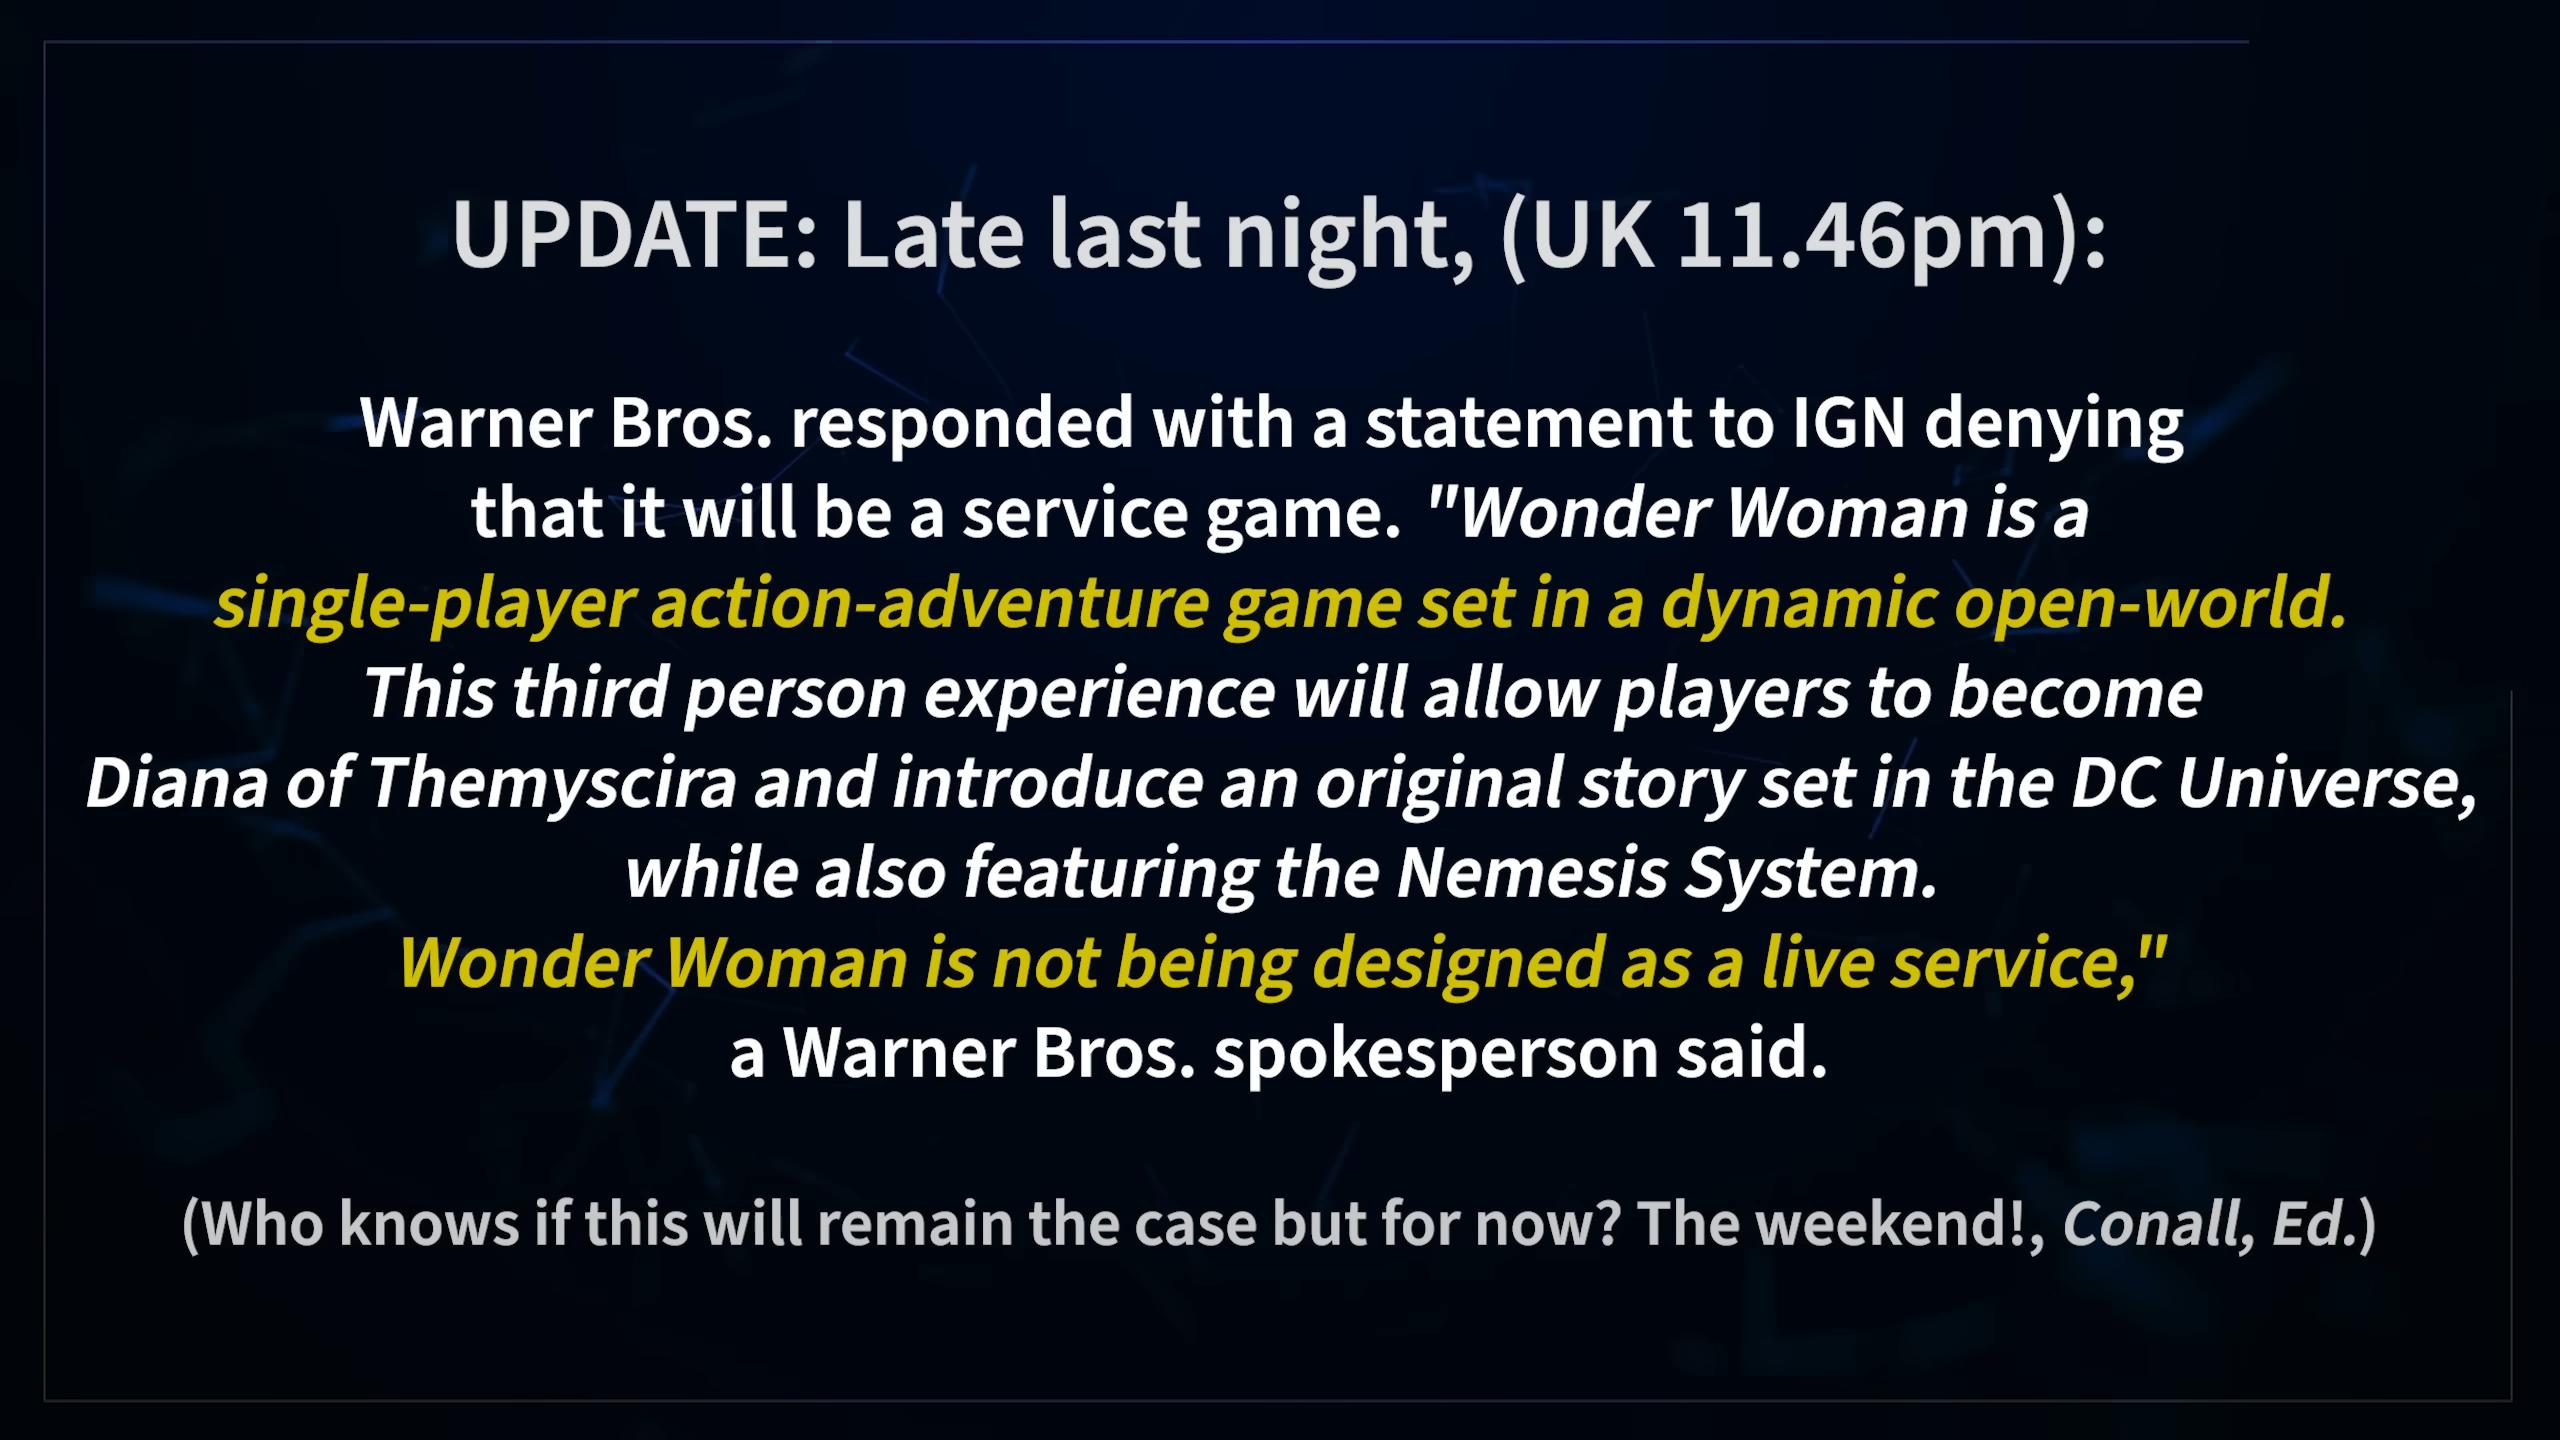 UPDATE: Late last night, (UK 11.46pm):
Warner Bros. responded with a statement to IGN denying
that it will be a service game. "Wonder Woman is a
single-player action-adventure game set in a dynamic open-world.
This third person experience will allow players to become
Diana of Themyscira and introduce an original story set in the DC Universe,
while also featuring the Nemesis System.
Wonder Woman is not being designed as a live service,"
a Warner Bros. spokesperson said.
(Who knows if this will remain the case but for now? The weekend!, Conall, Ed.)